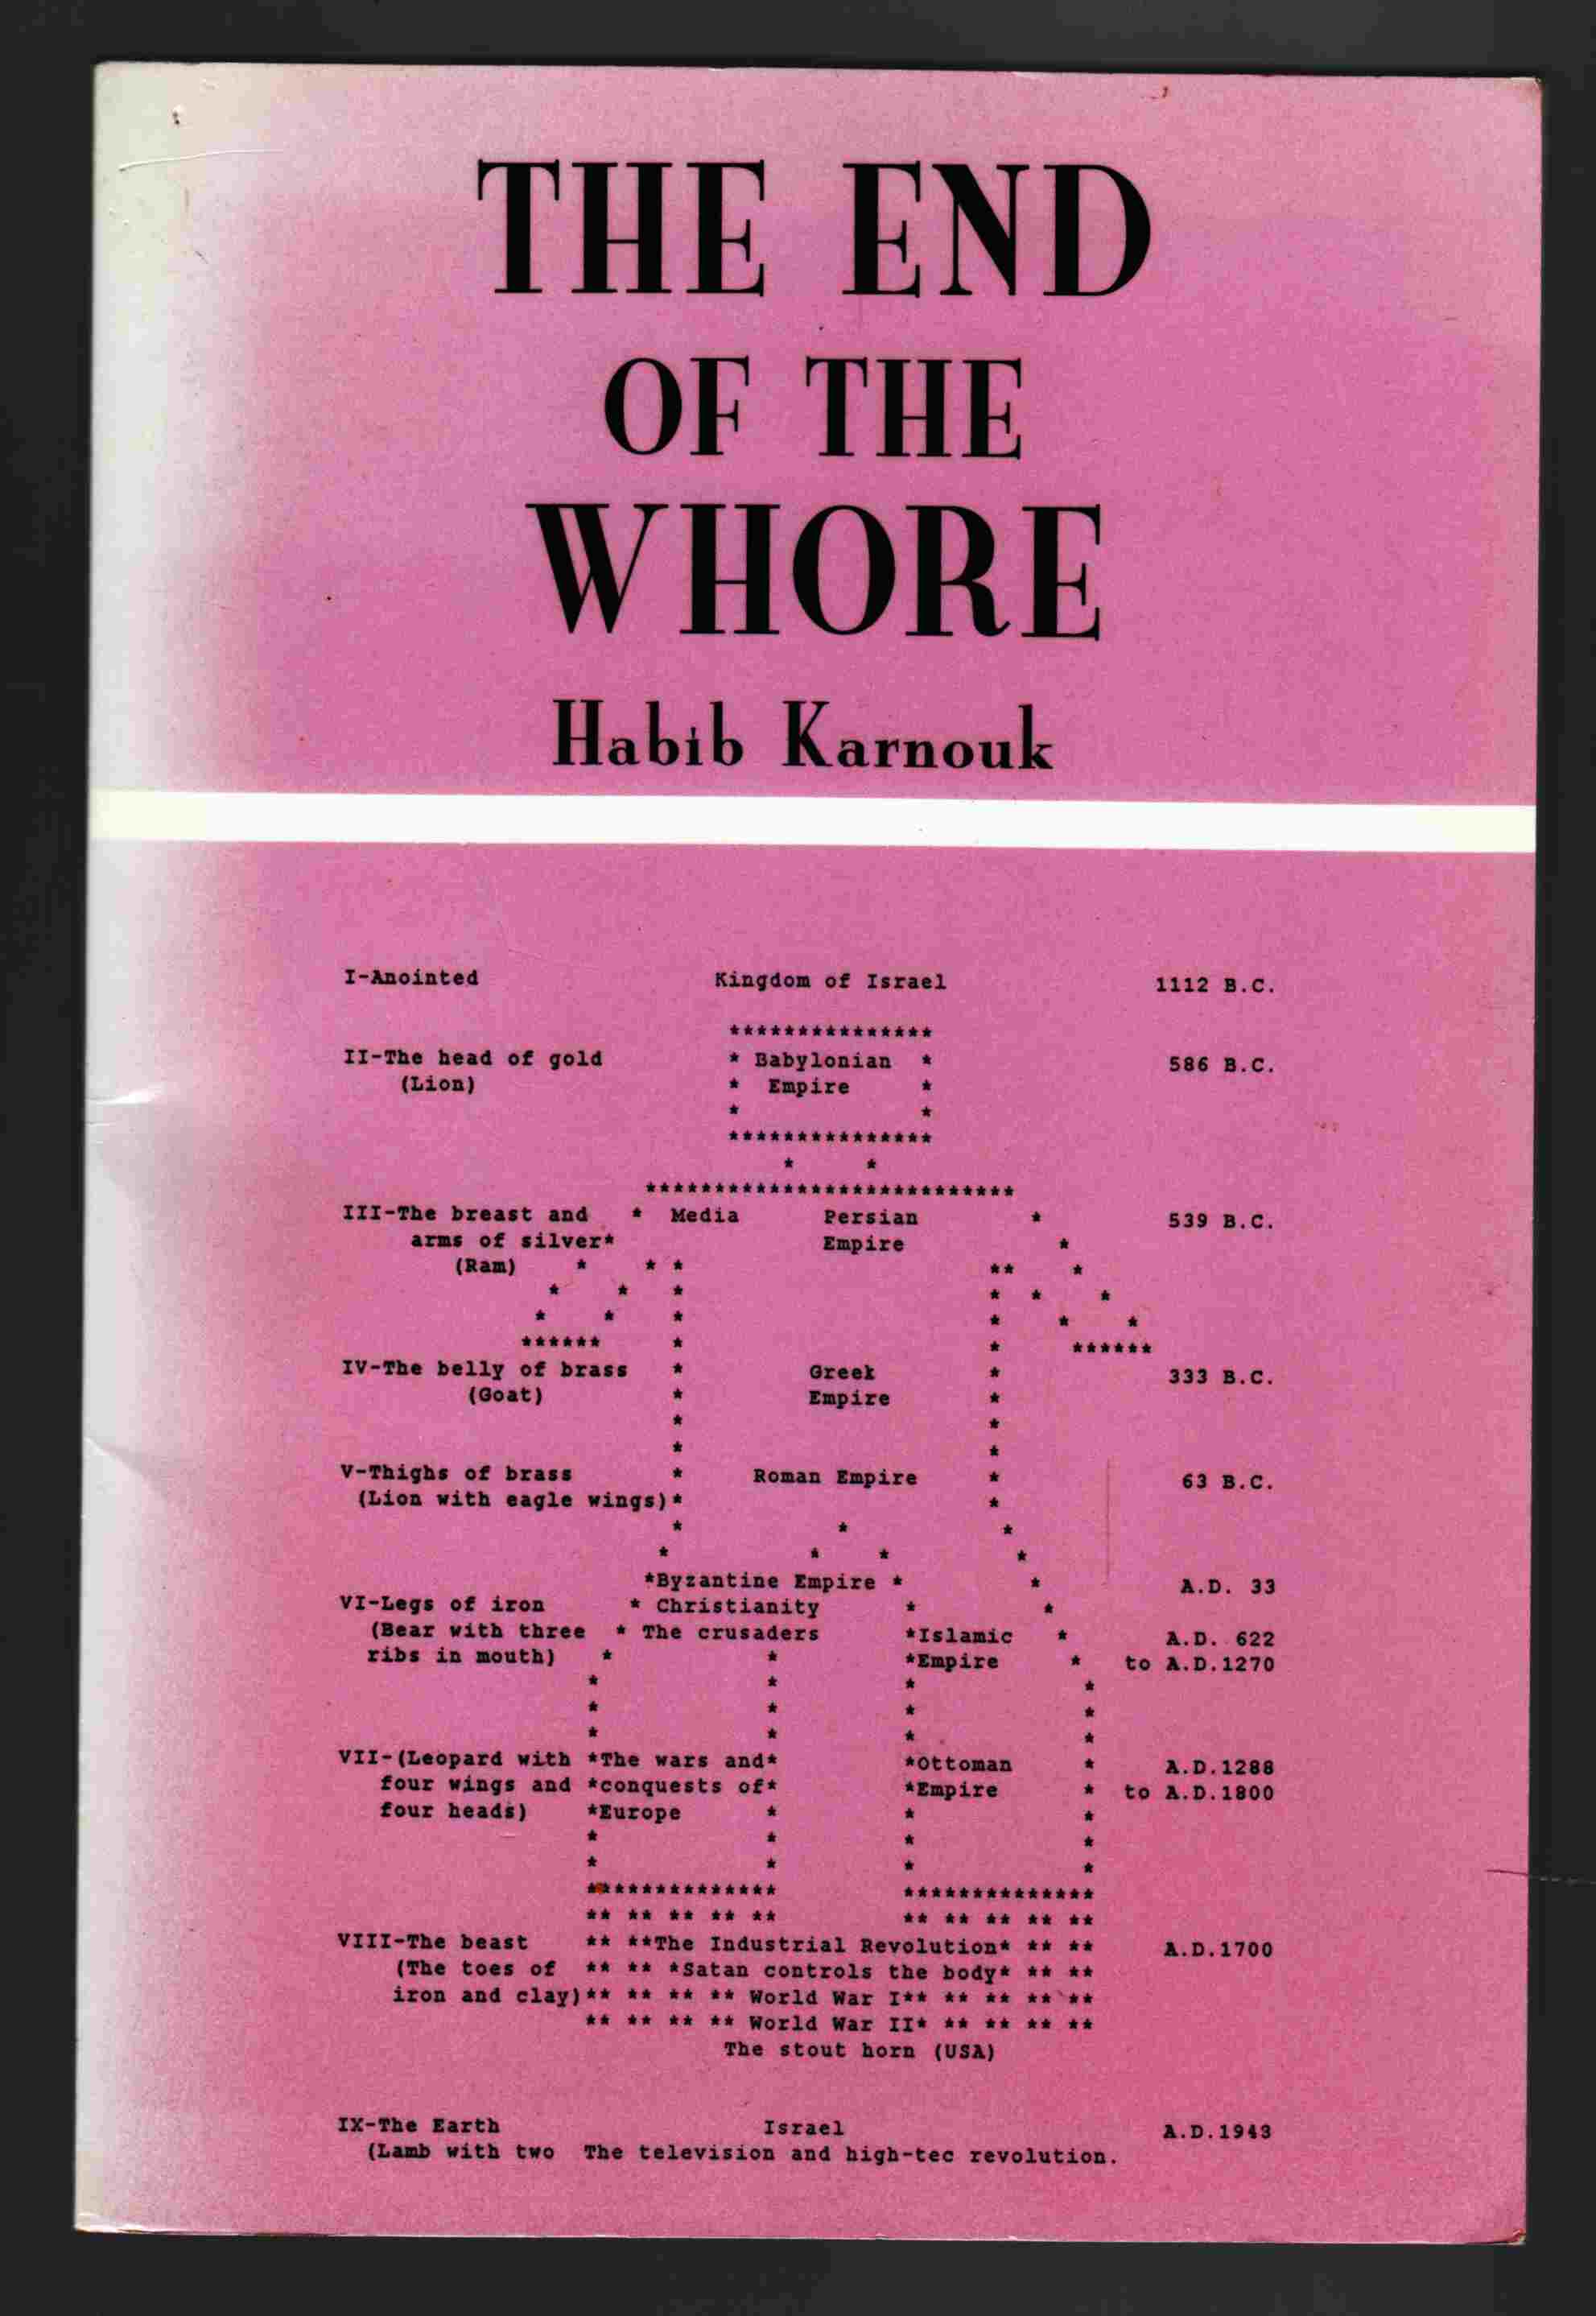 THE END
OF THE
WHORE
Habib Karnouk
I-Anointed Kingdom of Israel 1112 B.C.
***************
II-The head of gold * Babylonian * 586 B.C.
(Lion) * Empire *
* *
***************
* *
***************************
III-The breast and * Media Persian * 539 B.C.
arms of silver* Empire *
(Ram) * * * ** *
* * * * * *
* * * * * *
****** * * ******
IV-The belly of brass * Greek * 333 B.C.
(Goat) * Empire *
* *
* *
V-Thighs of brass * Roman Empire * 63 B.C.
(Lion with eagle wings)* *
* * *
* * * *
*Byzantine Empire * * A.D. 33
VI-Legs of iron * Christianity * *
(Bear with three * The crusaders *Islamic * A.D. 622
ribs in mouth) * * *Empire * to A.D.1270
* * * *
* * * *
* * * *
VII-(Leopard with *The wars and* *Ottoman * A.D.1288
four wings and *conquests of* *Empire * to A.D.1800
four heads) *Europe * * *
* * * *
* * * *
************** **************
** ** ** ** ** ** ** ** ** **
VIII-The beast ** **The Industrial Revolution* ** ** A.D.1700
(The toes of ** ** *Satan controls the body* ** **
iron and clay)** ** ** ** World War I** ** ** ** **
** ** ** ** World War II* ** ** ** **
The stout horn (USA)
IX-The Earth Israel A.D.1943
(Lamb with two The television and high-tec revolution.